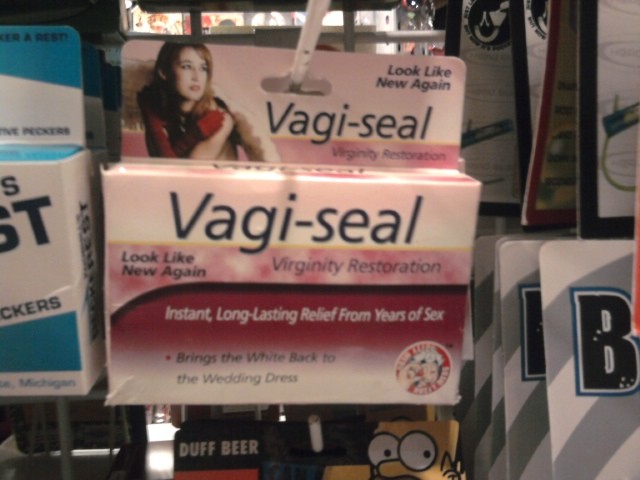 KER A REST!
IVE PECKERS
CKERS
Michigan
Look Like
New Again
Vagi-seal
Virginity Restoration
Vagi-seal
Look Like
New Again
Virginity Restoration
Instant, Long-Lasting Relief From Years of Sex
• Brings the White Back to
the Wedding Dress
DUFF BEER
B